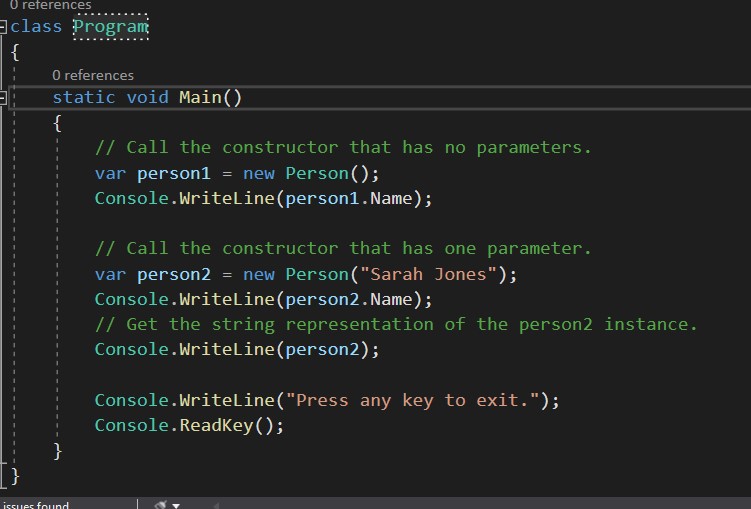 0 references
class Program
{
0 references
static void Main()
{
// Call the constructor that has no parameters.
var person1 = new Person();
Console.WriteLine(person1.Name);
// Call the constructor that has one parameter.
var person2 = new Person("Sarah Jones");
Console.WriteLine(person2.Name);
// Get the string representation of the person2 instance.
Console.WriteLine(person2);
Console.WriteLine("Press any key to exit.");
Console.ReadKey();
}
}
issues found